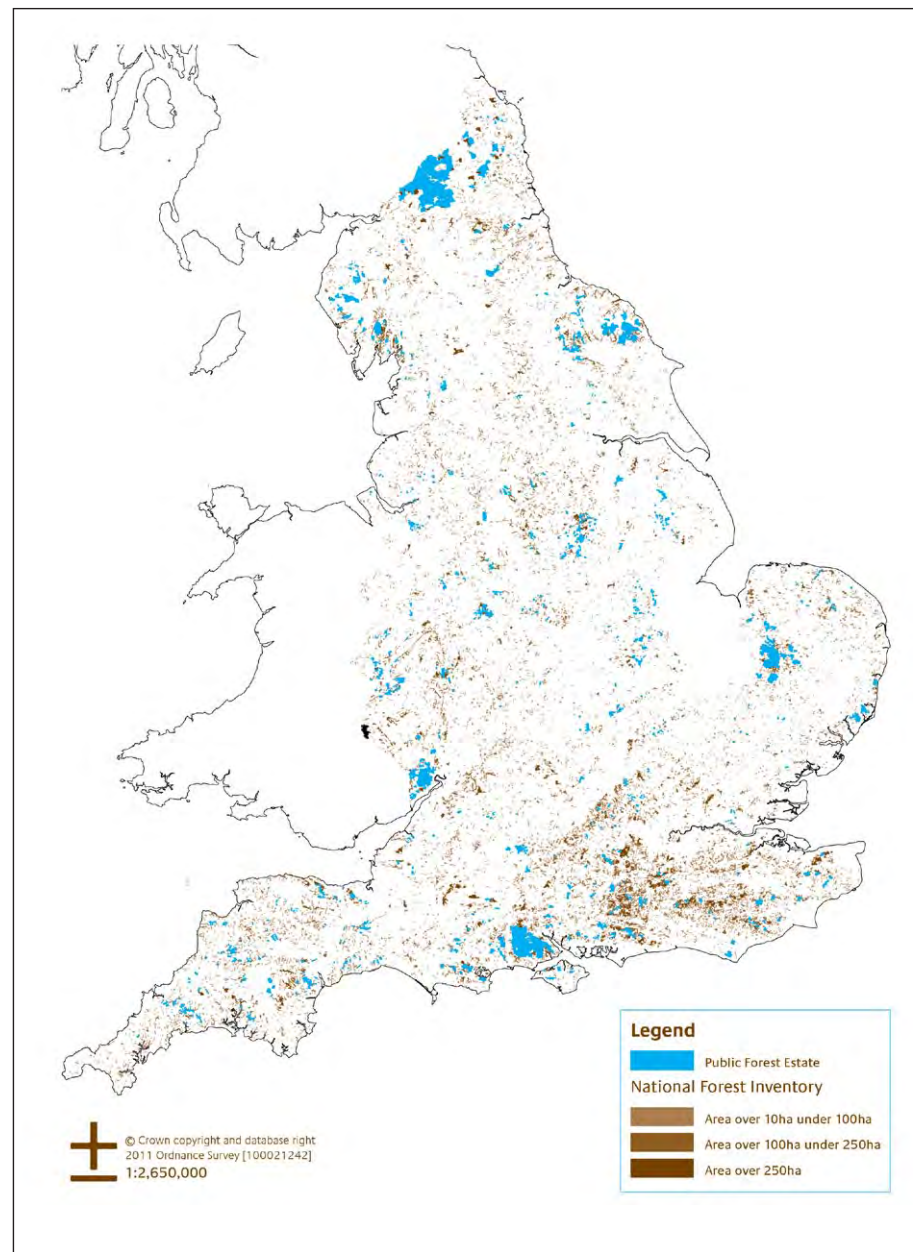 Legend
Public Forest Estate
National Forest Inventory
Area over 10ha under 100ha
Area over 100ha under 250ha
Area over 250ha
© Crown copyright and database right
2011 Ordnance Survey [100021242]
1:2,650,000